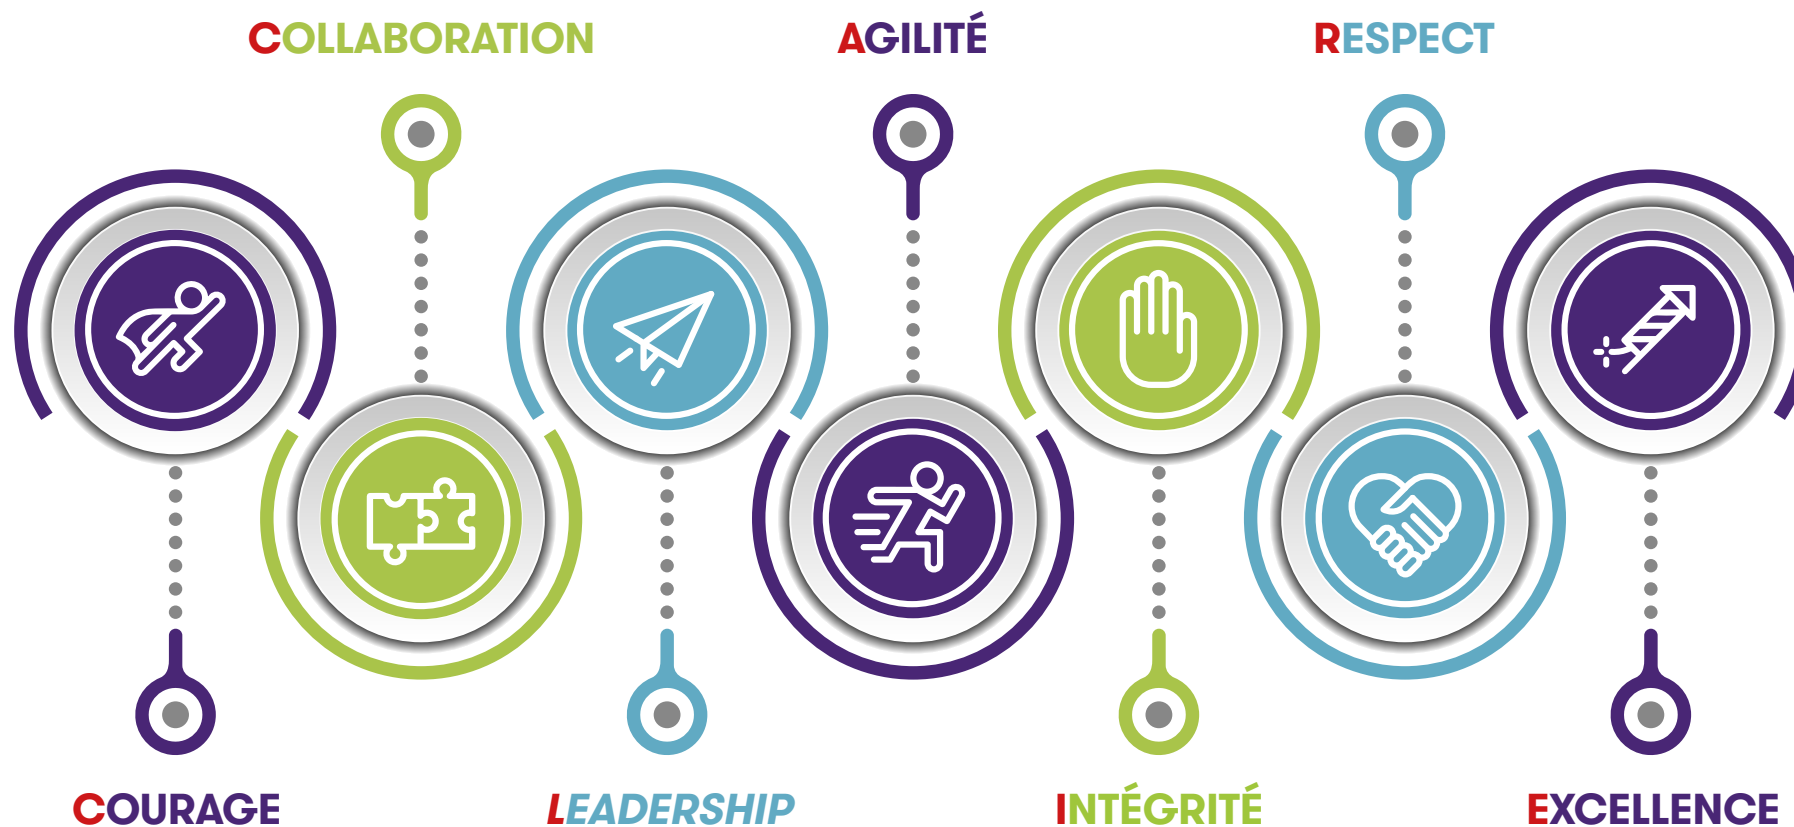 COLLABORATION
AGILITÉ
RESPECT
COURAGE
LEADERSHIP
INTÉGRITÉ
EXCELLENCE